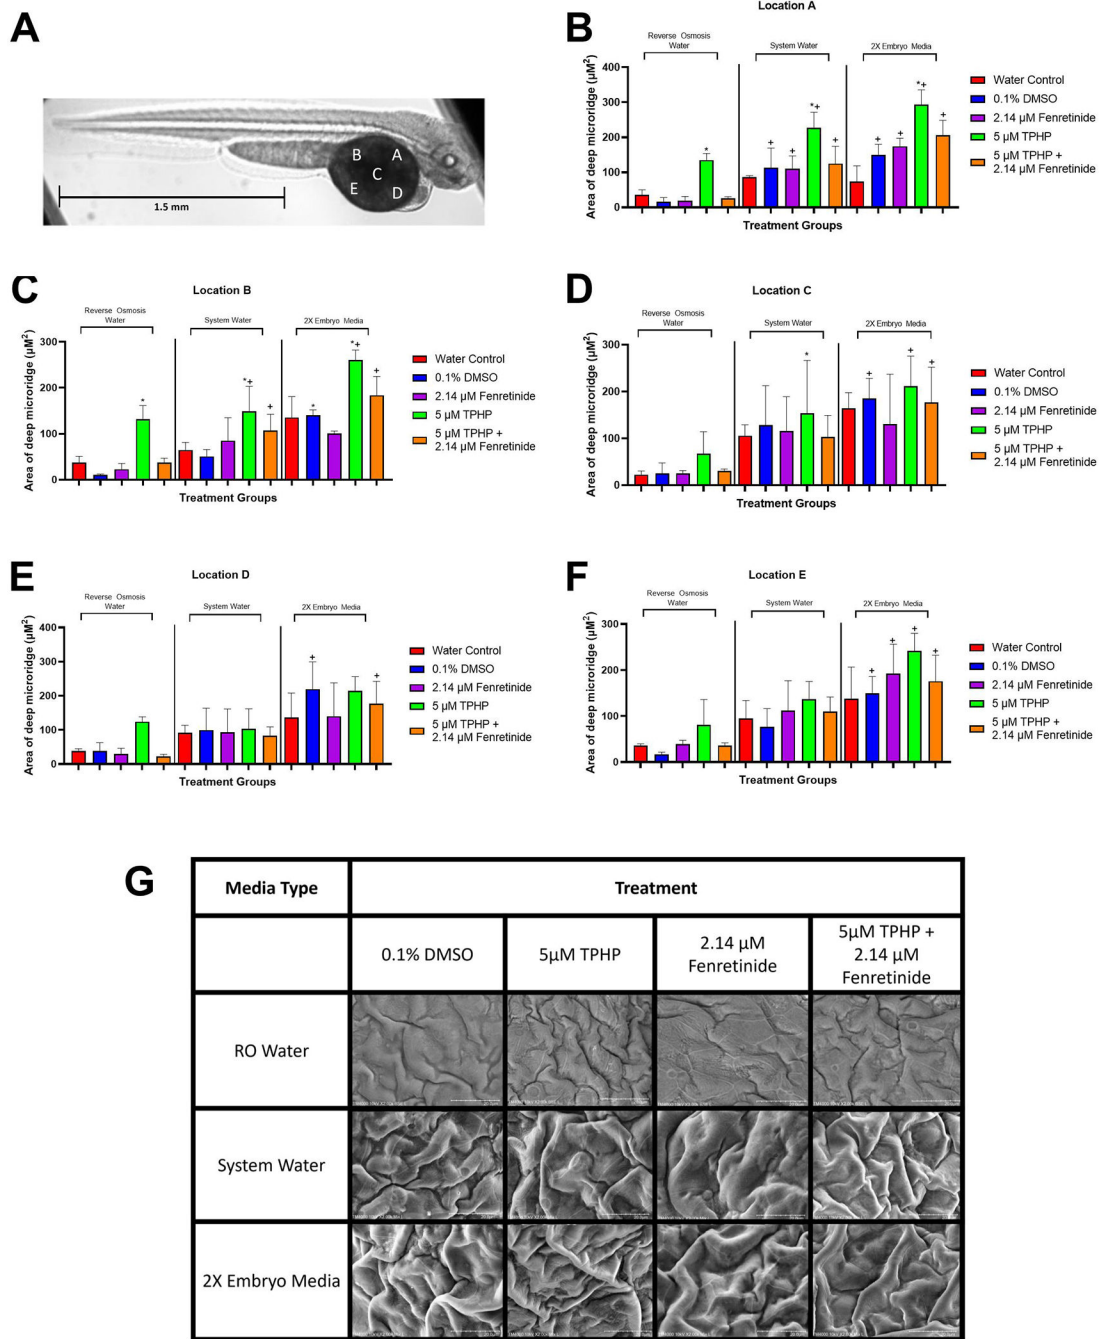 A
B A
C
E D
1.5 mm
B
Location A
Reverse Osmosis
Water
System Water
2X Embryo Media
Area of deep microridge (µM²)
400
300
200
100
0
Treatment Groups
Water Control
0.1% DMSO
2.14 µM Fenretinide
5 µM TPHP
5 µM TPHP +
2.14 µM Fenretinide
C
Location B
Reverse Osmosis
Water
System Water
2X Embryo Media
Area of deep microridge (µM²)
300
200
100
0
Treatment Groups
Water Control
0.1% DMSO
2.14 µM Fenretinide
5 µM TPHP
5 µM TPHP +
2.14 µM Fenretinide
D
Location C
Reverse Osmosis
Water
System Water
2X Embryo Media
Area of deep microridge (µM²)
300
200
100
0
Treatment Groups
Water Control
0.1% DMSO
2.14 µM Fenretinide
5 µM TPHP
5 µM TPHP +
2.14 µM Fenretinide
E
Location D
Reverse Osmosis
Water
System Water
2X Embryo Media
Area of deep microridge (µM²)
400
300
200
100
0
Treatment Groups
Water Control
0.1% DMSO
2.14 µM Fenretinide
5 µM TPHP
5 µM TPHP +
2.14 µM Fenretinide
F
Location E
Reverse Osmosis
Water
System Water
2X Embryo Media
Area of deep microridge (µM²)
300
200
100
0
Treatment Groups
Water Control
0.1% DMSO
2.14 µM Fenretinide
5 µM TPHP
5 µM TPHP +
2.14 µM Fenretinide
G
Media Type
Treatment
0.1% DMSO
5µM TPHP
2.14 µM
Fenretinide
5µM TPHP +
2.14 µM
Fenretinide
RO Water
System Water
2X Embryo Media